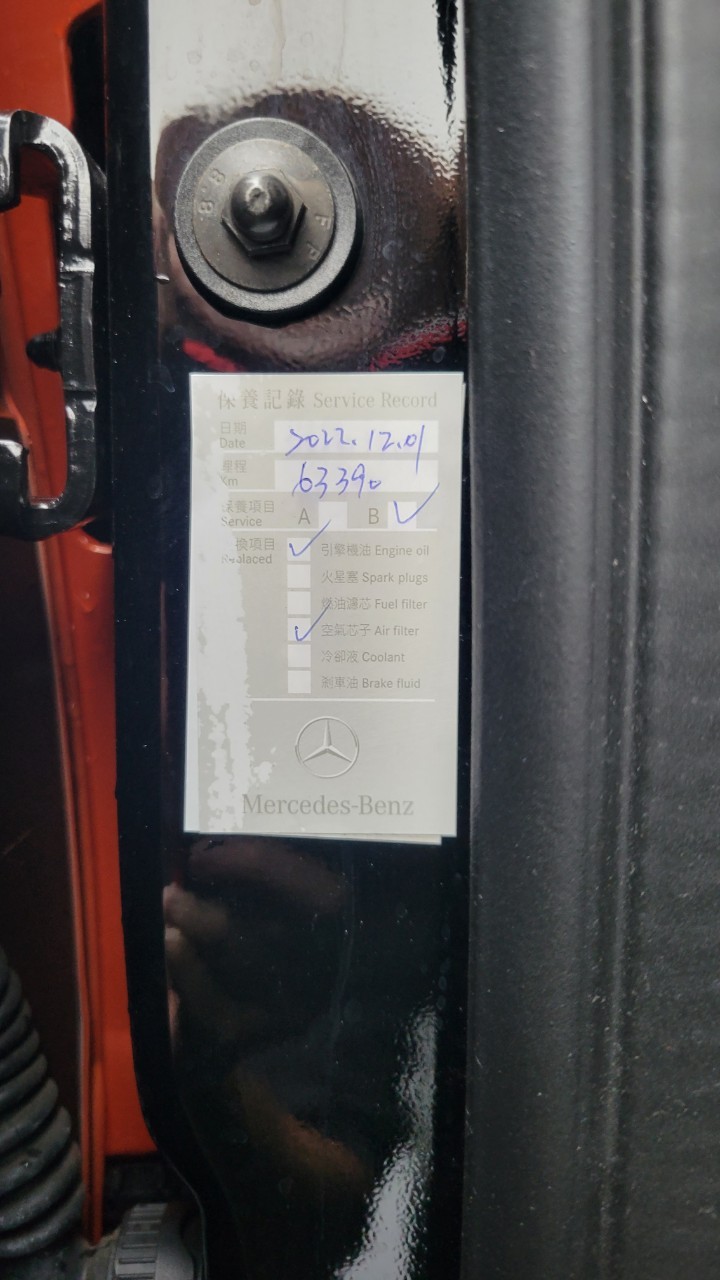 8.8
F P
保養記錄 Service Record
日期
Date 2022.12.01
里程
Km 63390
保養項目
Service A B ✓
換項目
Replaced
✓ 引擎機油 Engine oil
火星塞 Spark plugs
燃油濾芯 Fuel filter
✓ 空氣芯子 Air filter
冷卻液 Coolant
剎車油 Brake fluid
Mercedes-Benz